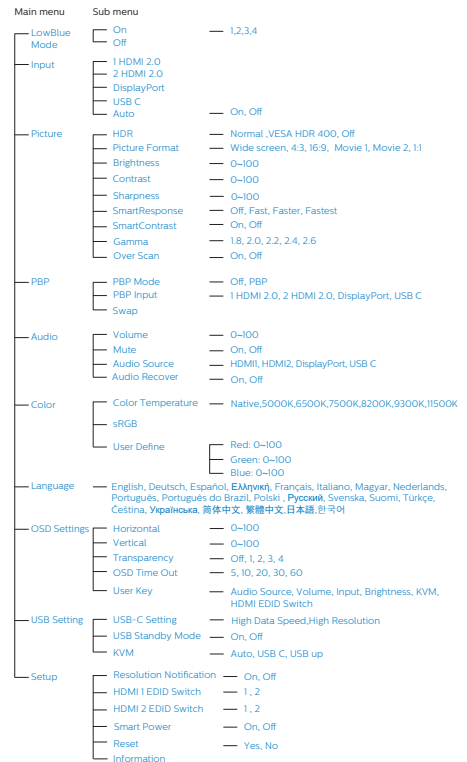 Main menu Sub menu
LowBlue Mode
On 1,2,3,4
Off
Input
1 HDMI 2.0
2 HDMI 2.0
DisplayPort
USB C
Auto On, Off
Picture
HDR Normal ,VESA HDR 400, Off
Picture Format Wide screen, 4:3, 16:9, Movie 1, Movie 2, 1:1
Brightness 0~100
Contrast 0~100
Sharpness 0~100
SmartResponse Off, Fast, Faster, Fastest
SmartContrast On, Off
Gamma 1.8, 2.0, 2.2, 2.4, 2.6
Over Scan On, Off
PBP
PBP Mode Off, PBP
PBP Input 1 HDMI 2.0, 2 HDMI 2.0, DisplayPort, USB C
Swap
Audio
Volume 0~100
Mute On, Off
Audio Source HDMI1, HDMI2, DisplayPort, USB C
Audio Recover On, Off
Color
Color Temperature Native,5000K,6500K,7500K,8200K,9300K,11500K
sRGB
User Define Red: 0~100
Green: 0~100
Blue: 0~100
Language
English, Deutsch, Español, Ελληνική, Français, Italiano, Magyar, Nederlands,
Português, Português do Brazil, Polski , Русский, Svenska, Suomi, Türkçe,
Čeština, Українська, 简体中文, 繁體中文,日本語,한국어
OSD Settings
Horizontal 0~100
Vertical 0~100
Transparency Off, 1, 2, 3, 4
OSD Time Out 5, 10, 20, 30, 60
User Key Audio Source, Volume, Input, Brightness, KVM,
HDMI EDID Switch
USB Setting
USB-C Setting High Data Speed,High Resolution
USB Standby Mode On, Off
KVM Auto, USB C, USB up
Setup
Resolution Notification On, Off
HDMI 1 EDID Switch 1 , 2
HDMI 2 EDID Switch 1 , 2
Smart Power On, Off
Reset Yes, No
Information